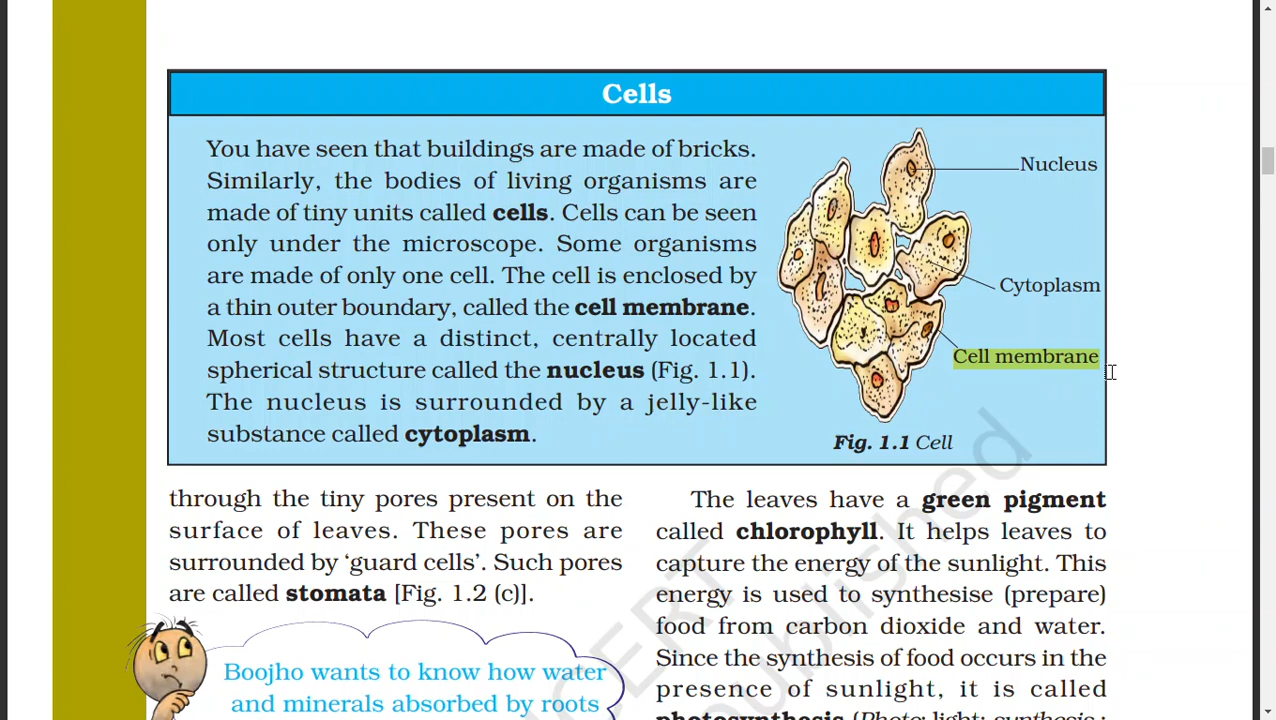 Cells
You have seen that buildings are made of bricks.
Similarly, the bodies of living organisms are
made of tiny units called cells. Cells can be seen
only under the microscope. Some organisms
are made of only one cell. The cell is enclosed by
a thin outer boundary, called the cell membrane.
Most cells have a distinct, centrally located
spherical structure called the nucleus (Fig. 1.1).
The nucleus is surrounded by a jelly-like
substance called cytoplasm.
Nucleus
Cytoplasm
Cell membrane
Fig. 1.1 Cell
through the tiny pores present on the
surface of leaves. These pores are
surrounded by ‘guard cells’. Such pores
are called stomata [Fig. 1.2 (c)].
Boojho wants to know how water
and minerals absorbed by roots
The leaves have a green pigment
called chlorophyll. It helps leaves to
capture the energy of the sunlight. This
energy is used to synthesise (prepare)
food from carbon dioxide and water.
Since the synthesis of food occurs in the
presence of sunlight, it is called
photosynthesis (Photo: light; synthesis :